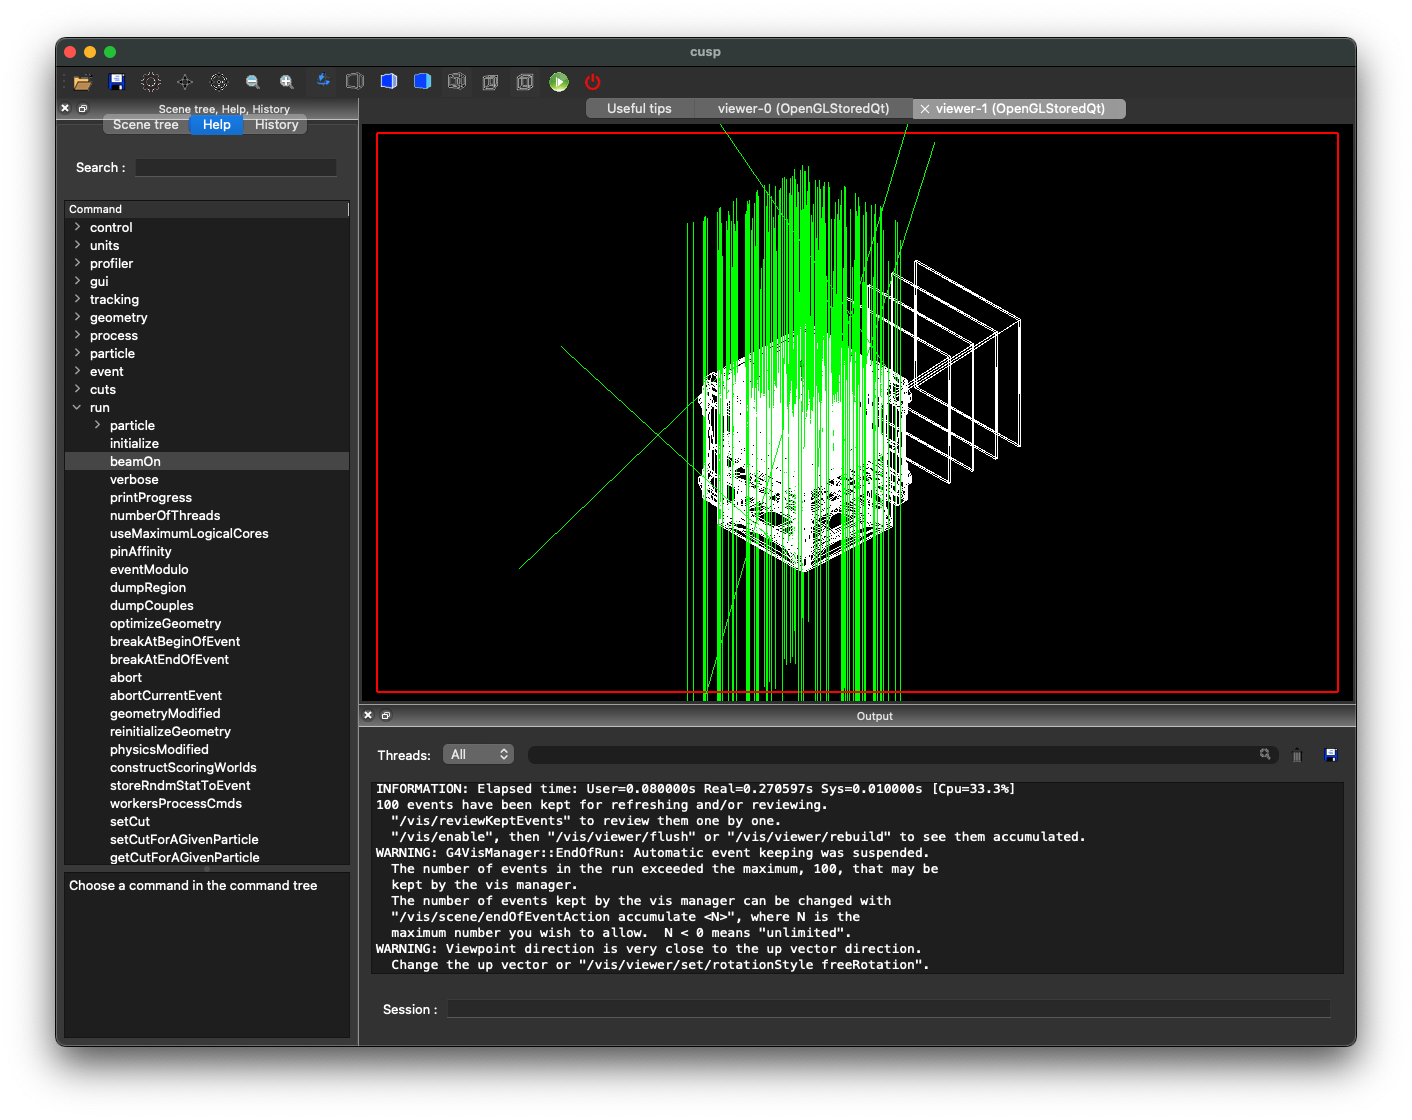 cusp
Scene tree, Help, History
Scene tree Help History
Search :
Command
control
units
profiler
gui
tracking
geometry
process
particle
event
cuts
run
particle
initialize
beamOn
verbose
printProgress
numberOfThreads
useMaximumLogicalCores
pinAffinity
eventModulo
dumpRegion
dumpCouples
optimizeGeometry
breakAtBeginOfEvent
breakAtEndOfEvent
abort
abortCurrentEvent
geometryModified
reinitializeGeometry
physicsModified
constructScoringWorlds
storeRndmStatToEvent
workersProcessCmds
setCut
setCutForAGivenParticle
getCutForAGivenParticle
Choose a command in the command tree
Useful tips viewer-0 (OpenGLStoredQt) viewer-1 (OpenGLStoredQt)
Output
Threads: All
INFORMATION: Elapsed time: User=0.080000s Real=0.270597s Sys=0.010000s [Cpu=33.3%]
100 events have been kept for refreshing and/or reviewing.
"/vis/reviewKeptEvents" to review them one by one.
"/vis/enable", then "/vis/viewer/flush" or "/vis/viewer/rebuild" to see them accumulated.
WARNING: G4VisManager::EndOfRun: Automatic event keeping was suspended.
The number of events in the run exceeded the maximum, 100, that may be
kept by the vis manager.
The number of events kept by the vis manager can be changed with
"/vis/scene/endOfEventAction accumulate <N>", where N is the
maximum number you wish to allow.  N < 0 means "unlimited".
WARNING: Viewpoint direction is very close to the up vector direction.
Change the up vector or "/vis/viewer/set/rotationStyle freeRotation".
Session :